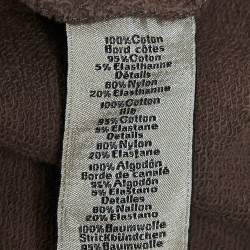 100% Coton
Bord côtes
95% Coton
5% Elasthanne
Détails
80% Nylon
20% Elasthanne
100% Cotton
Rib
95% Cotton
5% Elastane
Details
80% Nylon
20% Elastane
100% Algodón
Borde de canalé
95% Algodón
5% Elastano
Detalles
80% Nailon
20% Elastano
100% Baumwolle
Strickbündchen
95% Baumwolle